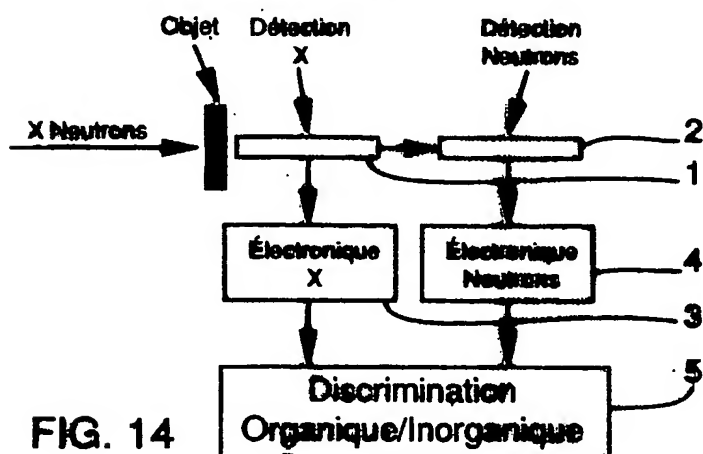 Objet
Détection
X
Détection
Neutrons
X Neutrons
2
1
Électronique
X
Électronique
Neutrons
4
3
5
Discrimination
Organique/Inorganique
FIG. 14